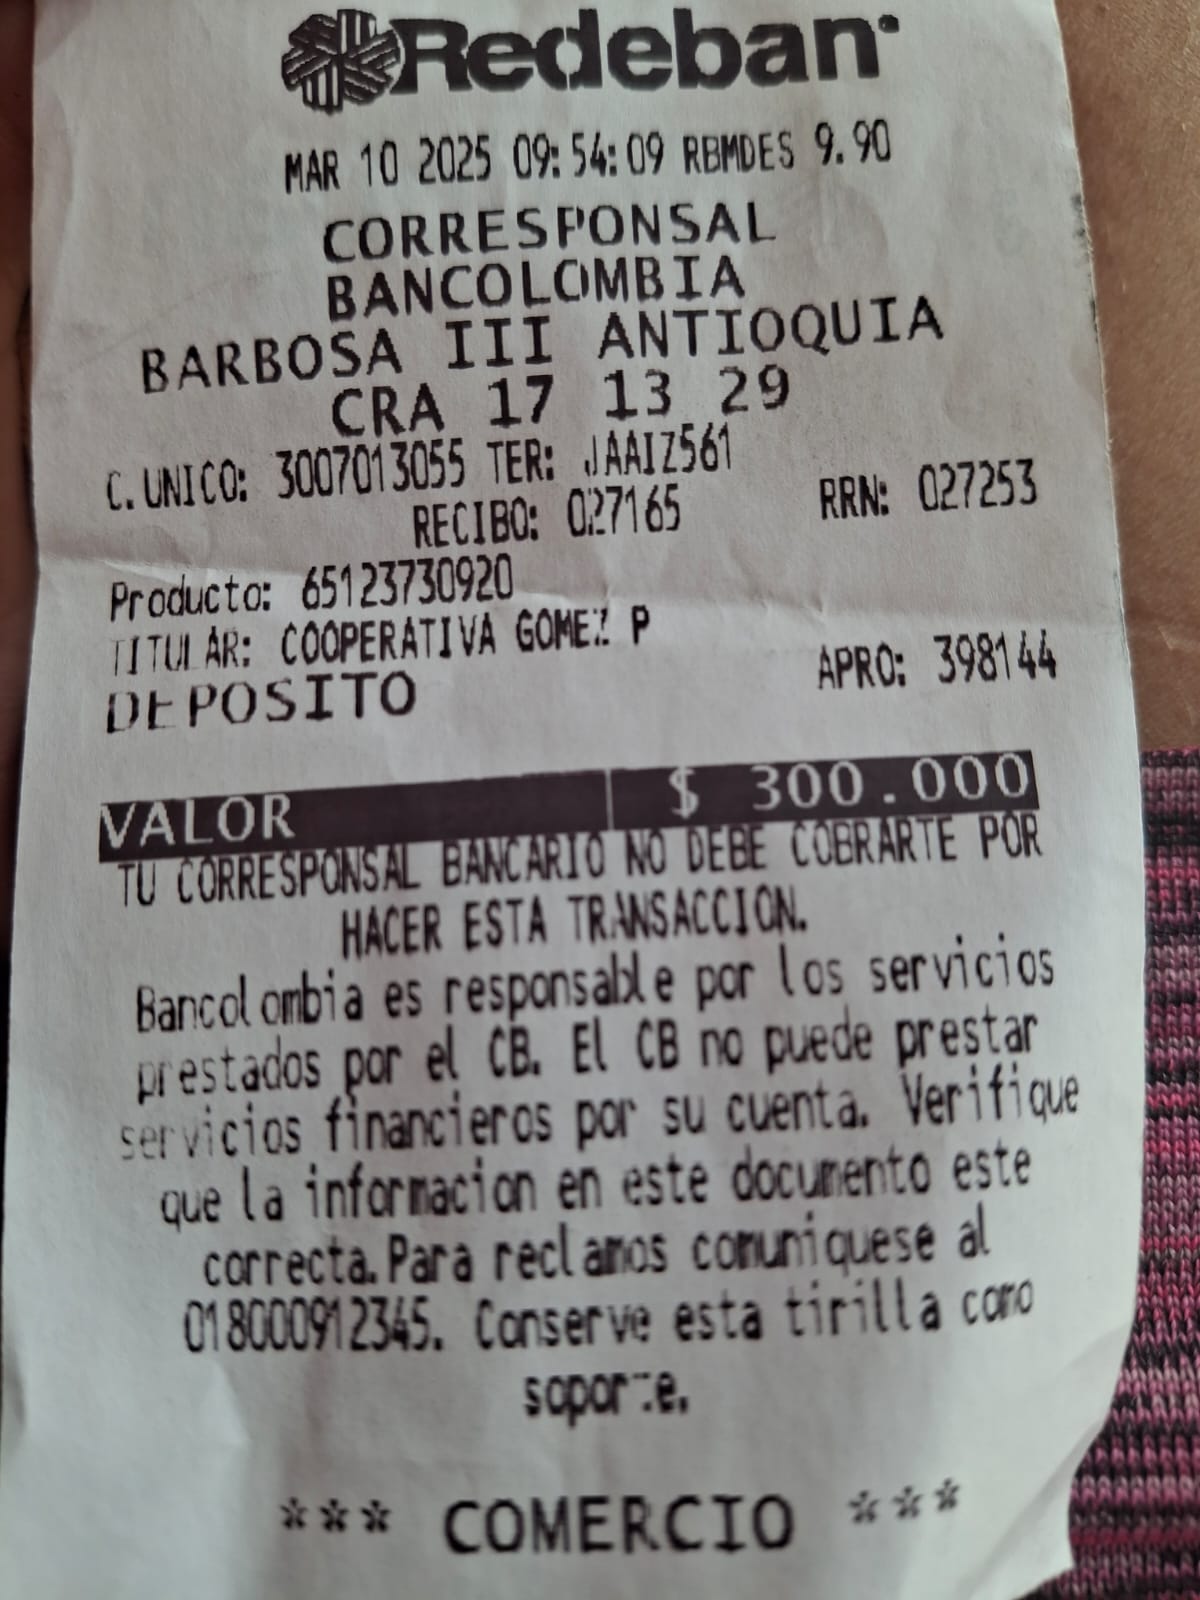 Redeban
MAR 10 2025 09:54:09 RBMDES 9.90
CORRESPONSAL
BANCOLOMBIA
BARBOSA III ANTIOQUIA
CRA 17 13 29
C.UNICO: 3007013055 TER: JAAIZ561
RECIBO: 027165 RRN: 027253
Producto: 65123730920
TITULAR: COOPERATIVA GOMEZ P
DEPOSITO APRO: 398144
VALOR $ 300.000
TU CORRESPONSAL BANCARIO NO DEBE COBRARTE POR
HACER ESTA TRANSACCION.
Bancolombia es responsable por los servicios
prestados por el CB. El CB no puede prestar
servicios financieros por su cuenta. Verifique
que la informacion en este documento este
correcta.Para reclamos comuniquese al
018000912345. Conserve esta tirilla como
soporte.
*** COMERCIO ***